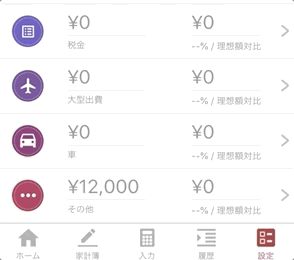 ¥0 ¥0
税金 --% / 理想額対比
¥0 ¥0
大型出費 --% / 理想額対比
¥0 ¥0
車 --% / 理想額対比
¥12,000 ¥0
その他 --% / 理想額対比
ホーム 家計簿 入力 履歴 設定